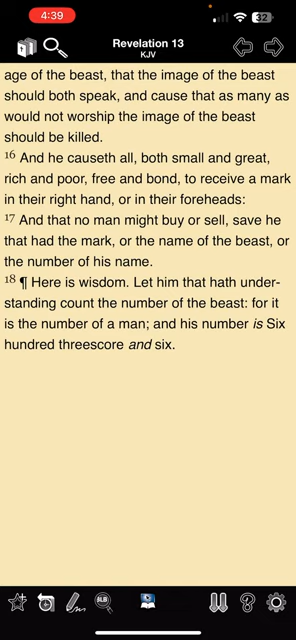 4:39
32
Revelation 13
KJV
age of the beast, that the image of the beast
should both speak, and cause that as many as
would not worship the image of the beast
should be killed.
16 And he causeth all, both small and great,
rich and poor, free and bond, to receive a mark
in their right hand, or in their foreheads:
17 And that no man might buy or sell, save he
that had the mark, or the name of the beast, or
the number of his name.
18 ¶ Here is wisdom. Let him that hath under-
standing count the number of the beast: for it
is the number of a man; and his number is Six
hundred threescore and six.
BLB